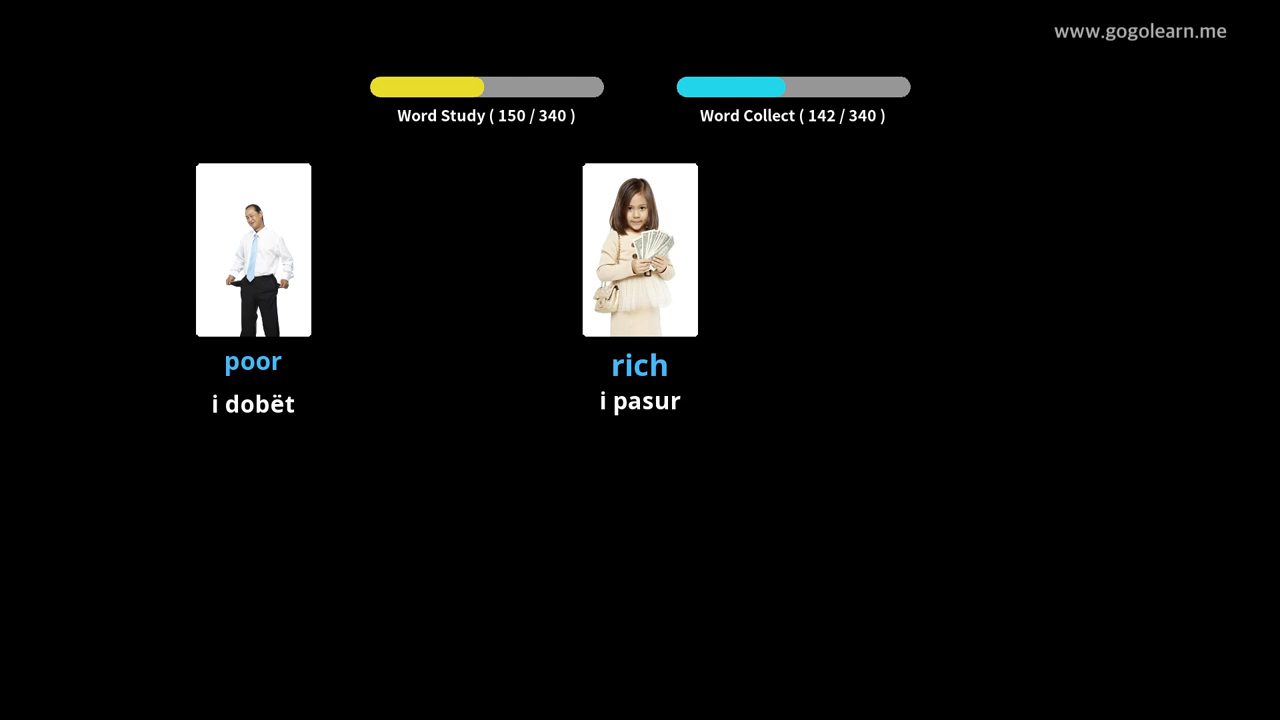 www.gogolearn.me
Word Study ( 150 / 340 )
Word Collect ( 142 / 340 )
poor
i dobët
rich
i pasur